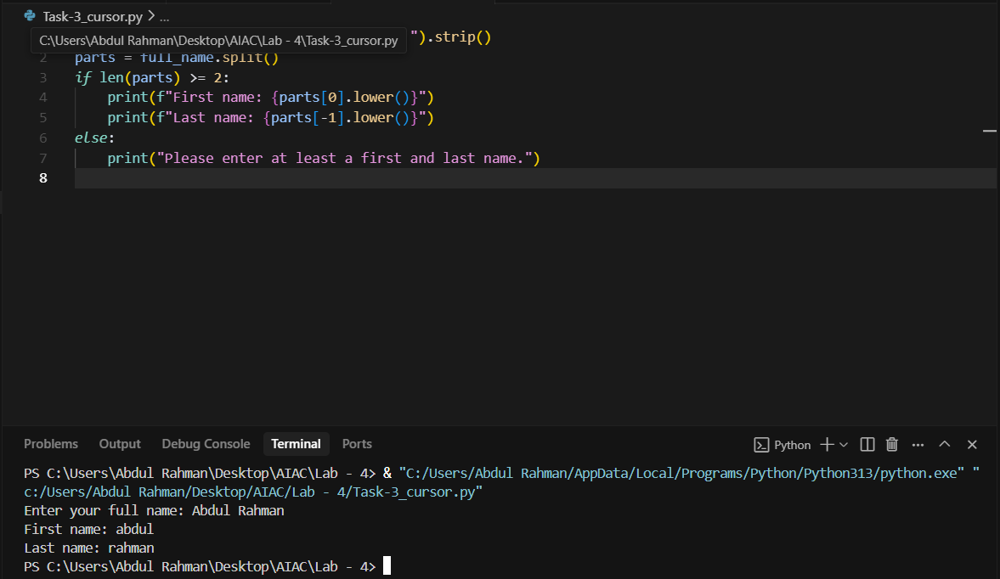 Task-3_cursor.py > ...
C:\Users\Abdul Rahman\Desktop\AIAC\Lab - 4\Task-3_cursor.py ").strip()
2 parts = full_name.split()
3 if len(parts) >= 2:
4 print(f"First name: {parts[0].lower()}")
5 print(f"Last name: {parts[-1].lower()}")
6 else:
7 print("Please enter at least a first and last name.")
8
Problems Output Debug Console Terminal Ports Python
PS C:\Users\Abdul Rahman\Desktop\AIAC\Lab - 4> & "C:/Users/Abdul Rahman/AppData/Local/Programs/Python/Python313/python.exe" "
c:/Users/Abdul Rahman/Desktop/AIAC/Lab - 4/Task-3_cursor.py"
Enter your full name: Abdul Rahman
First name: abdul
Last name: rahman
PS C:\Users\Abdul Rahman\Desktop\AIAC\Lab - 4>